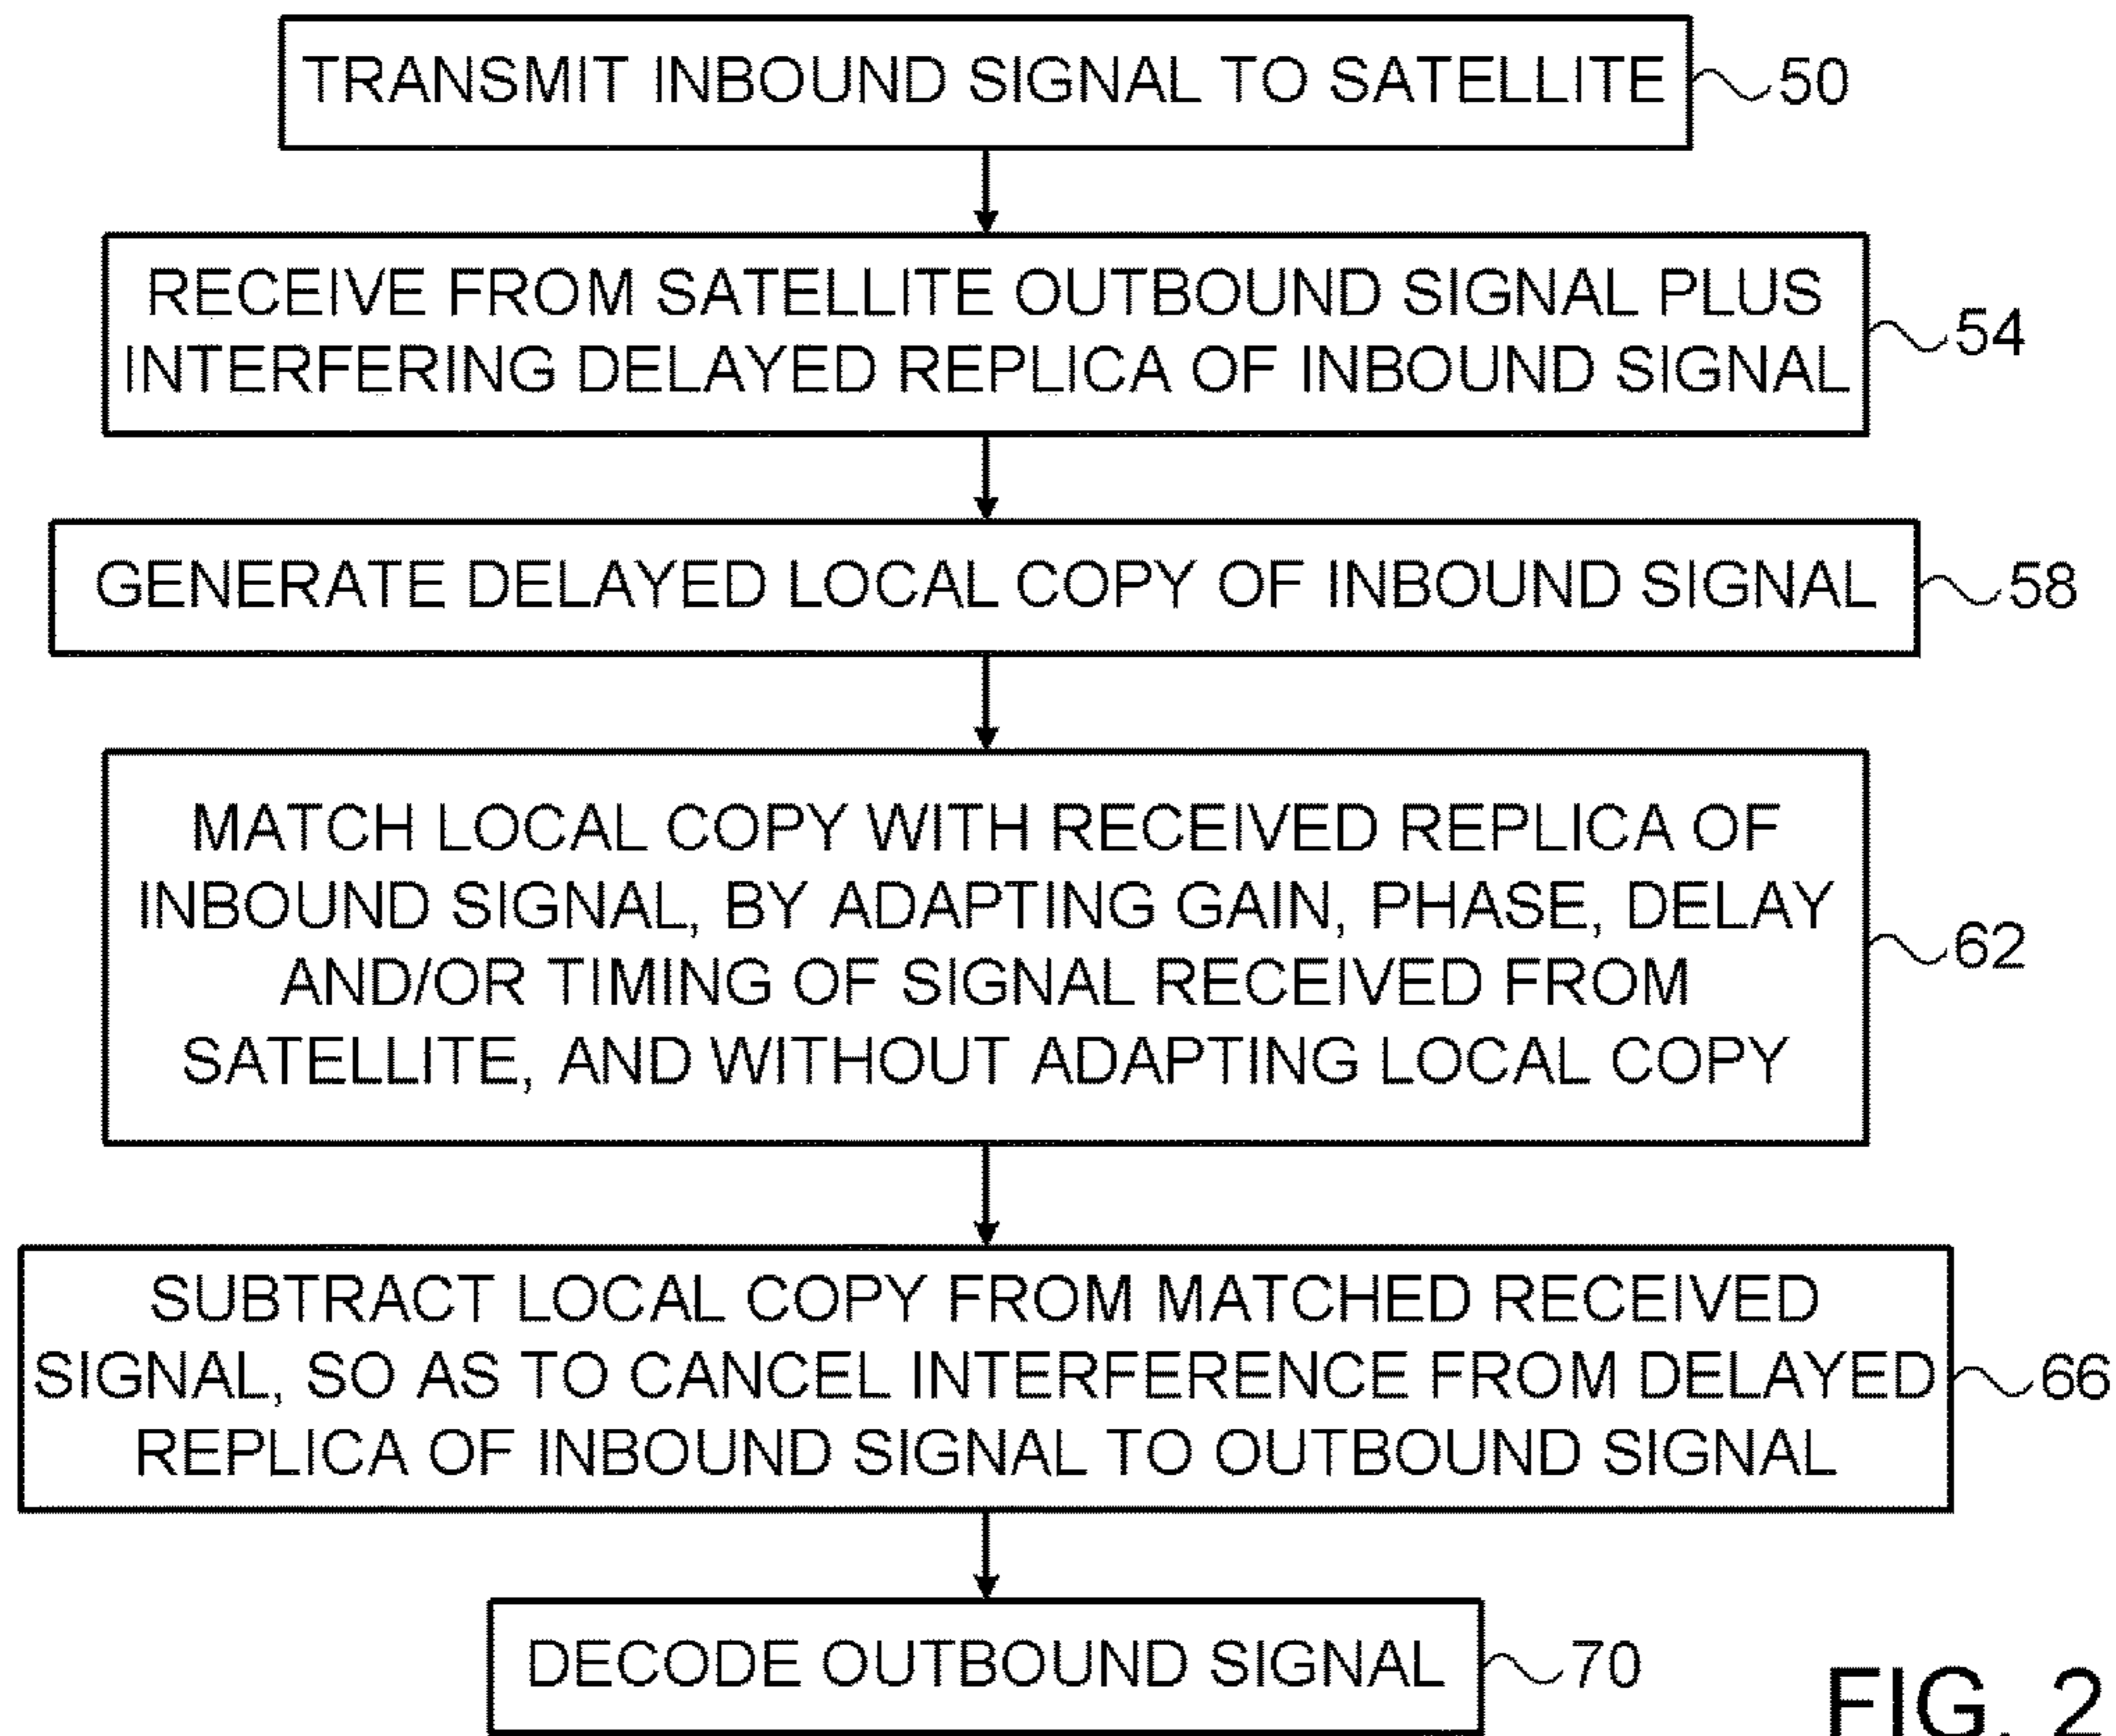 TRANSMIT INBOUND SIGNAL TO SATELLITE
50
RECEIVE FROM SATELLITE OUTBOUND SIGNAL PLUS
INTERFERING DELAYED REPLICA OF INBOUND SIGNAL
54
GENERATE DELAYED LOCAL COPY OF INBOUND SIGNAL
58
MATCH LOCAL COPY WITH RECEIVED REPLICA OF
INBOUND SIGNAL, BY ADAPTING GAIN, PHASE, DELAY
AND/OR TIMING OF SIGNAL RECEIVED FROM
SATELLITE, AND WITHOUT ADAPTING LOCAL COPY
62
SUBTRACT LOCAL COPY FROM MATCHED RECEIVED
SIGNAL, SO AS TO CANCEL INTERFERENCE FROM DELAYED
REPLICA OF INBOUND SIGNAL TO OUTBOUND SIGNAL
66
DECODE OUTBOUND SIGNAL
70
FIG. 2